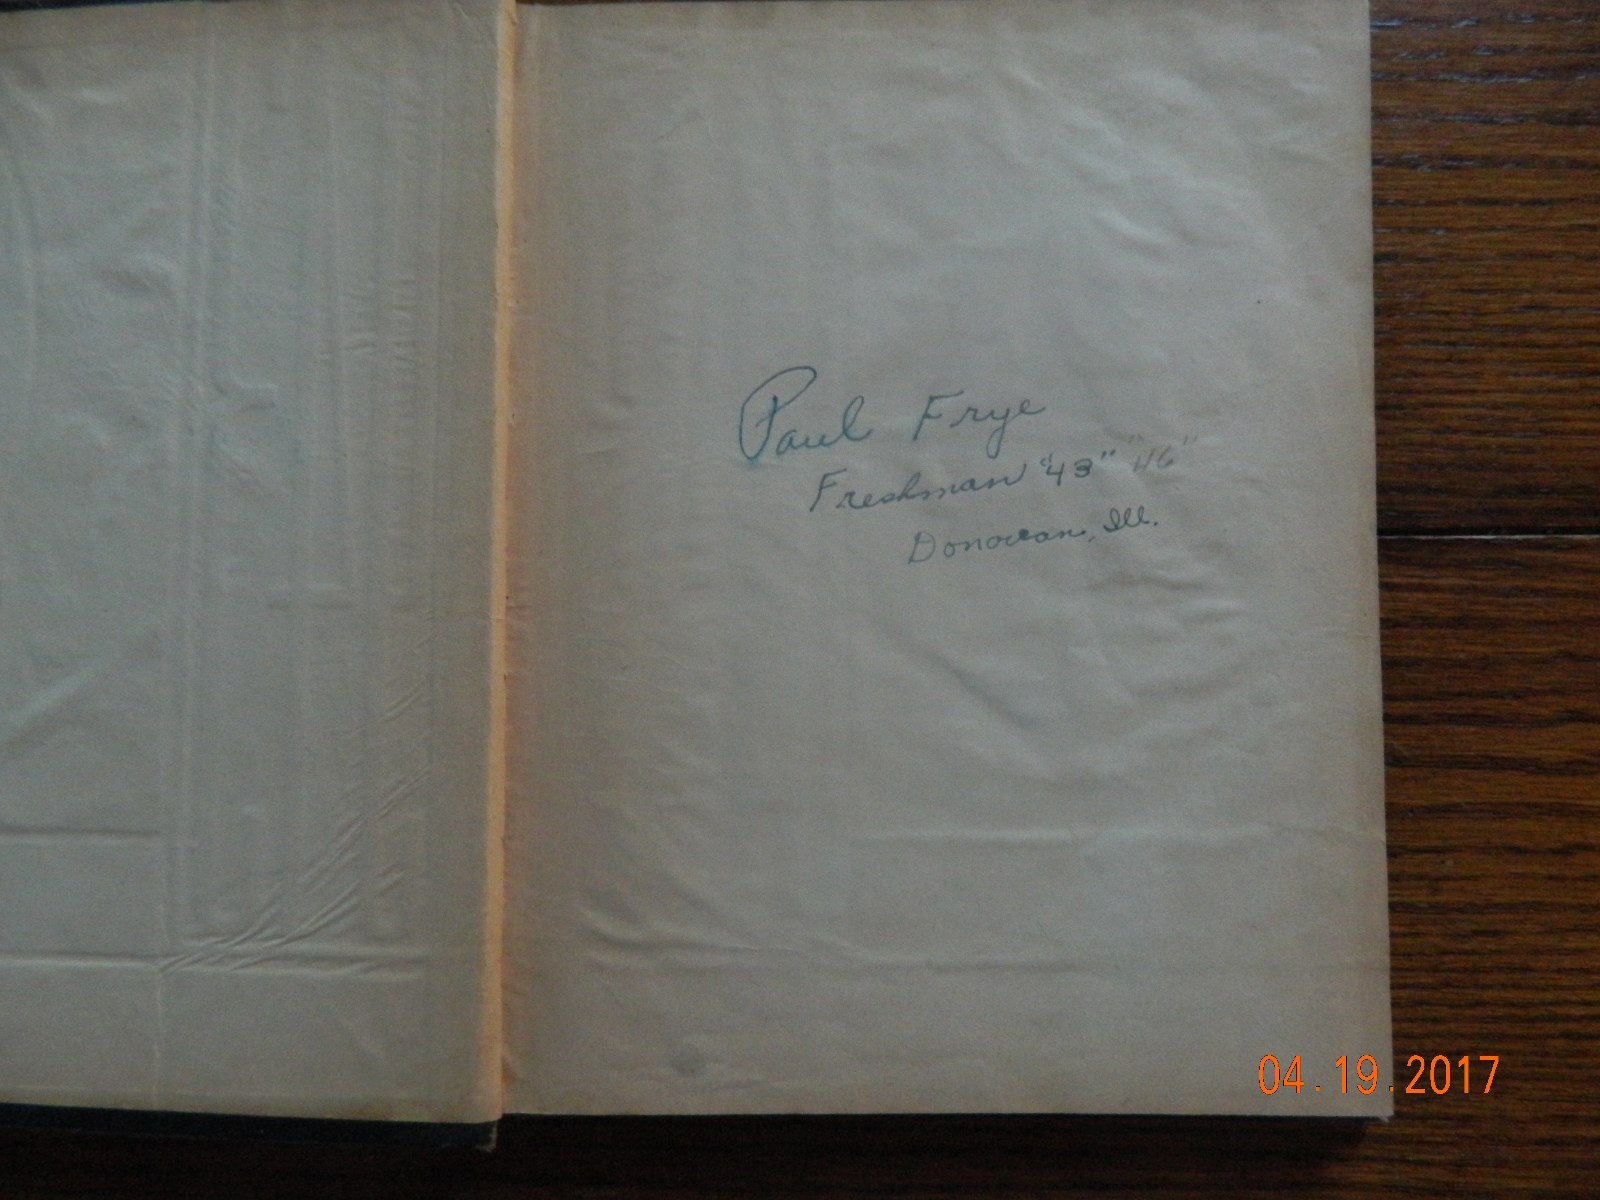 Paul Frye
Freshman "43" "46"
Donovan, Ill.
04.19.2017